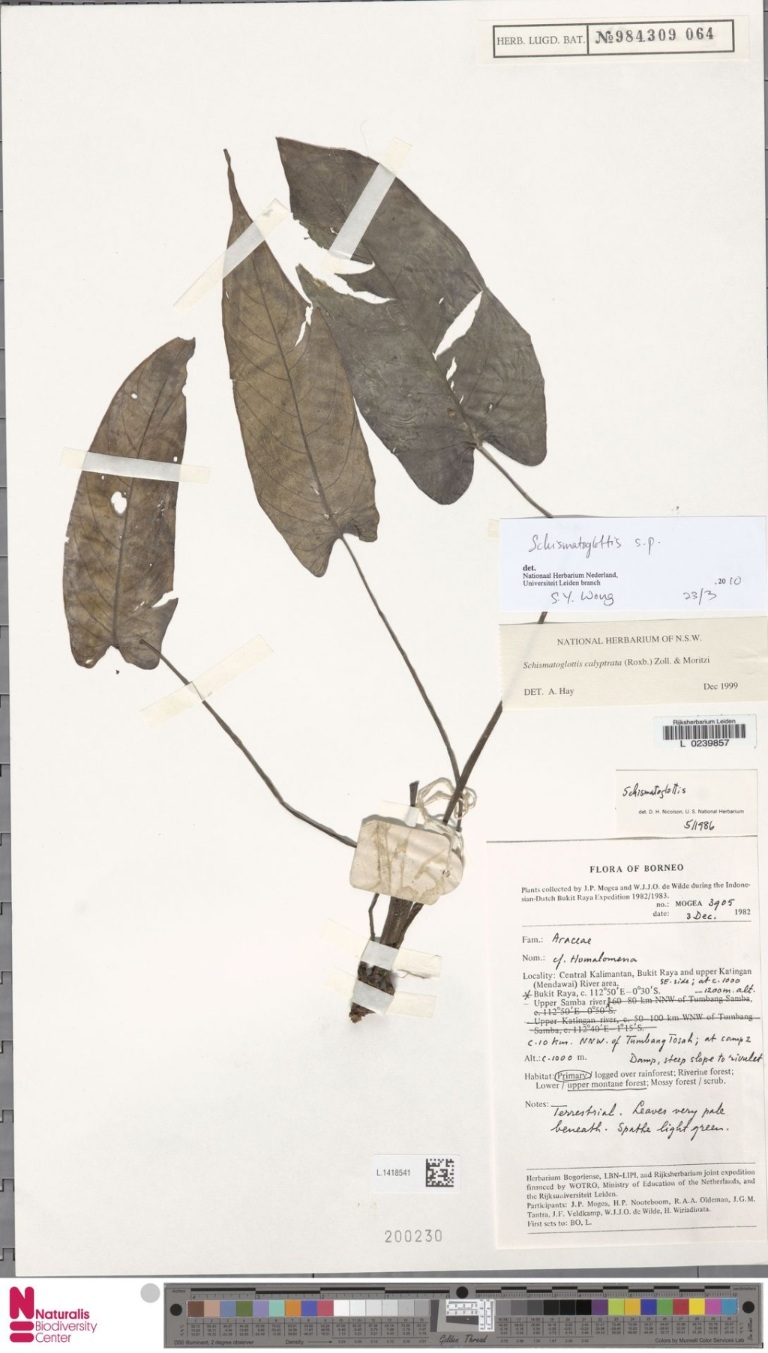 HERB. LUGD. BAT. №984309 064
Schismatoglottis s.p.
det.
Nationaal Herbarium Nederland,
Universiteit Leiden branch
, 2010
S.Y. Wong 23/3
NATIONAL HERBARIUM OF N.S.W.
Schismatoglottis calyptrata (Roxb.) Zoll. & Moritzi
DET. A. Hay Dec 1999
Rijksherbarium Leiden
L 0239857
Schismatoglottis
det. D. H. Nicolson, U. S. National Herbarium
5/1986
FLORA OF BORNEO
Plants collected by J.P. Mogea and W.J.J.O. de Wilde during the Indone-
sian-Dutch Bukit Raya Expedition 1982/1983.
no.: MOGEA 3905
date: 3 Dec. 1982
Fam.: Araceae
Nom.: cf. Homalomena
Locality: Central Kalimantan, Bukit Raya and upper Katingan
(Mendawai) River area, SE-side; at c. 1000
Bukit Raya, c. 112°50'E–0°30'S. –1200m. alt.
Upper Samba river, 60–80 km NNW of Tumbang Samba,
c. 112°50'E–0°50'S.
Upper Katingan river, c. 50–100 km WNW of Tumbang
Samba, c. 112°40'E–1°15'S.
c. 10 km. NNW. of Tumbang Tosah; at camp 2
Alt.: c. 1000 m. Damp, steep slope to rivulet
Habitat: Primary / logged over rainforest; Riverine forest;
Lower / upper montane forest; Mossy forest / scrub.
Notes:
Terrestrial. Leaves very pale
beneath. Spathe light green.
Herbarium Bogoriense, LBN–LIPI, and Rijksherbarium joint expedition
financed by WOTRO, Ministry of Education of the Netherlands, and
the Rijksuniversiteit Leiden.
Participants: J.P. Mogea, H.P. Nooteboom, R.A.A. Oldeman, J.G.M.
Tantra, J.F. Veldkamp, W.J.J.O. de Wilde, H. Wiriadinata.
First sets to: BO, L.
L.1418541
200230
Naturalis
Biodiversity
Center
Golden Thread
Colors by Munsell Color Services Lab